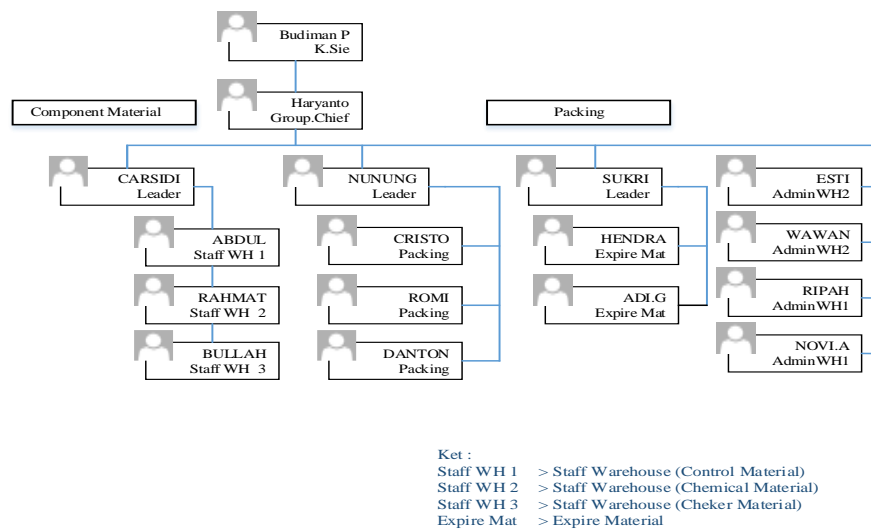 Budiman P
K.Sie
Haryanto
Group.Chief
Component Material
Packing
CARSIDI
Leader
NUNUNG
Leader
SUKRI
Leader
ESTI
AdminWH2
ABDUL
Staff WH 1
CRISTO
Packing
HENDRA
Expire Mat
WAWAN
AdminWH2
RAHMAT
Staff WH 2
ROMI
Packing
ADI.G
Expire Mat
RIPAH
AdminWH1
BULLAH
Staff WH 3
DANTON
Packing
NOVI.A
AdminWH1
Ket :
Staff WH 1 > Staff Warehouse (Control Material)
Staff WH 2 > Staff Warehouse (Chemical Material)
Staff WH 3 > Staff Warehouse (Cheker Material)
Expire Mat > Expire Material